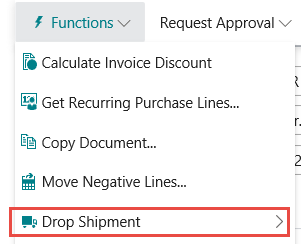 Functions Request Approval
Calculate Invoice Discount
Get Recurring Purchase Lines...
Copy Document...
Move Negative Lines...
Drop Shipment